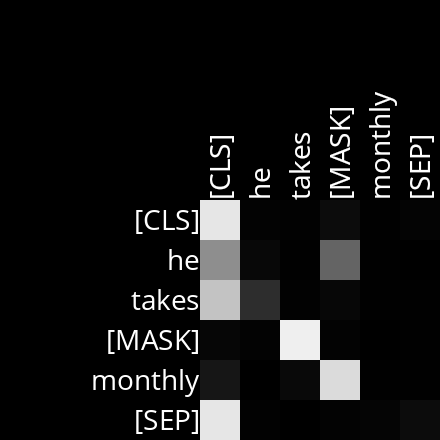 [CLS]
he
takes
[MASK]
monthly
[SEP]
[CLS]
he
takes
[MASK]
monthly
[SEP]